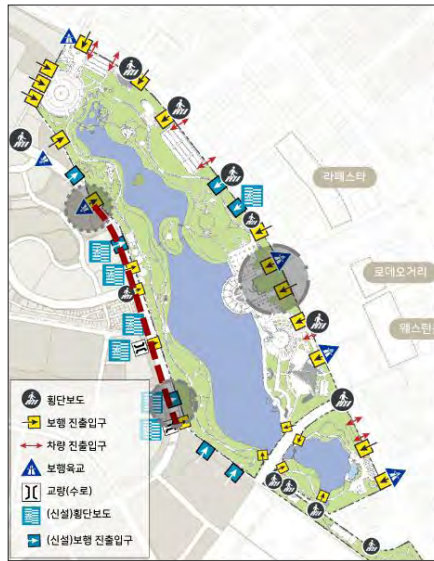 라페스타
로데오거리
웨스턴
횡단보도
보행 진출입구
차량 진출입구
보행육교
교량(수로)
(신설)횡단보도
(신설)보행 진출입구